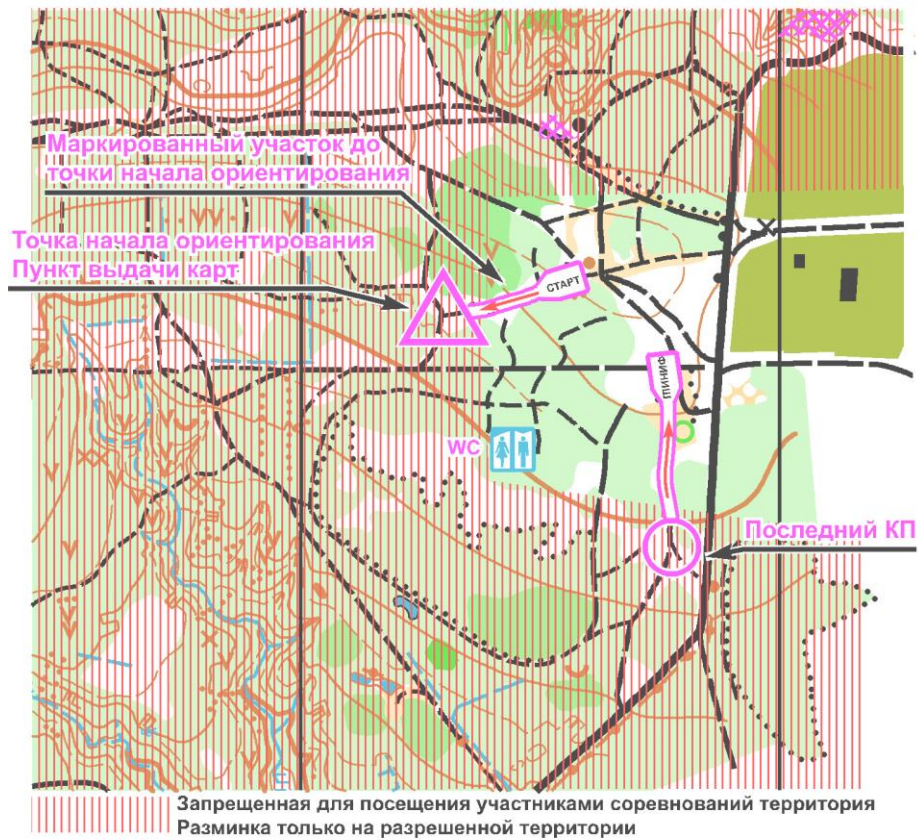 Маркированный участок до
точки начала ориентирования
Точка начала ориентирования
Пункт выдачи карт
СТАРТ
ФИНИШ
WC
Последний КП
Запрещенная для посещения участниками соревнований территория
Разминка только на разрешенной территории